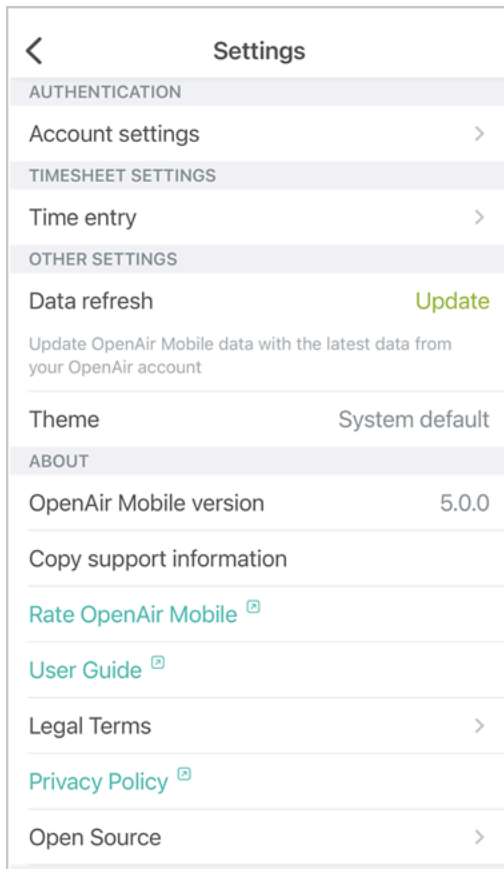 Settings
AUTHENTICATION
Account settings
TIMESHEET SETTINGS
Time entry
OTHER SETTINGS
Data refresh Update
Update OpenAir Mobile data with the latest data from
your OpenAir account
Theme System default
ABOUT
OpenAir Mobile version 5.0.0
Copy support information
Rate OpenAir Mobile
User Guide
Legal Terms
Privacy Policy
Open Source